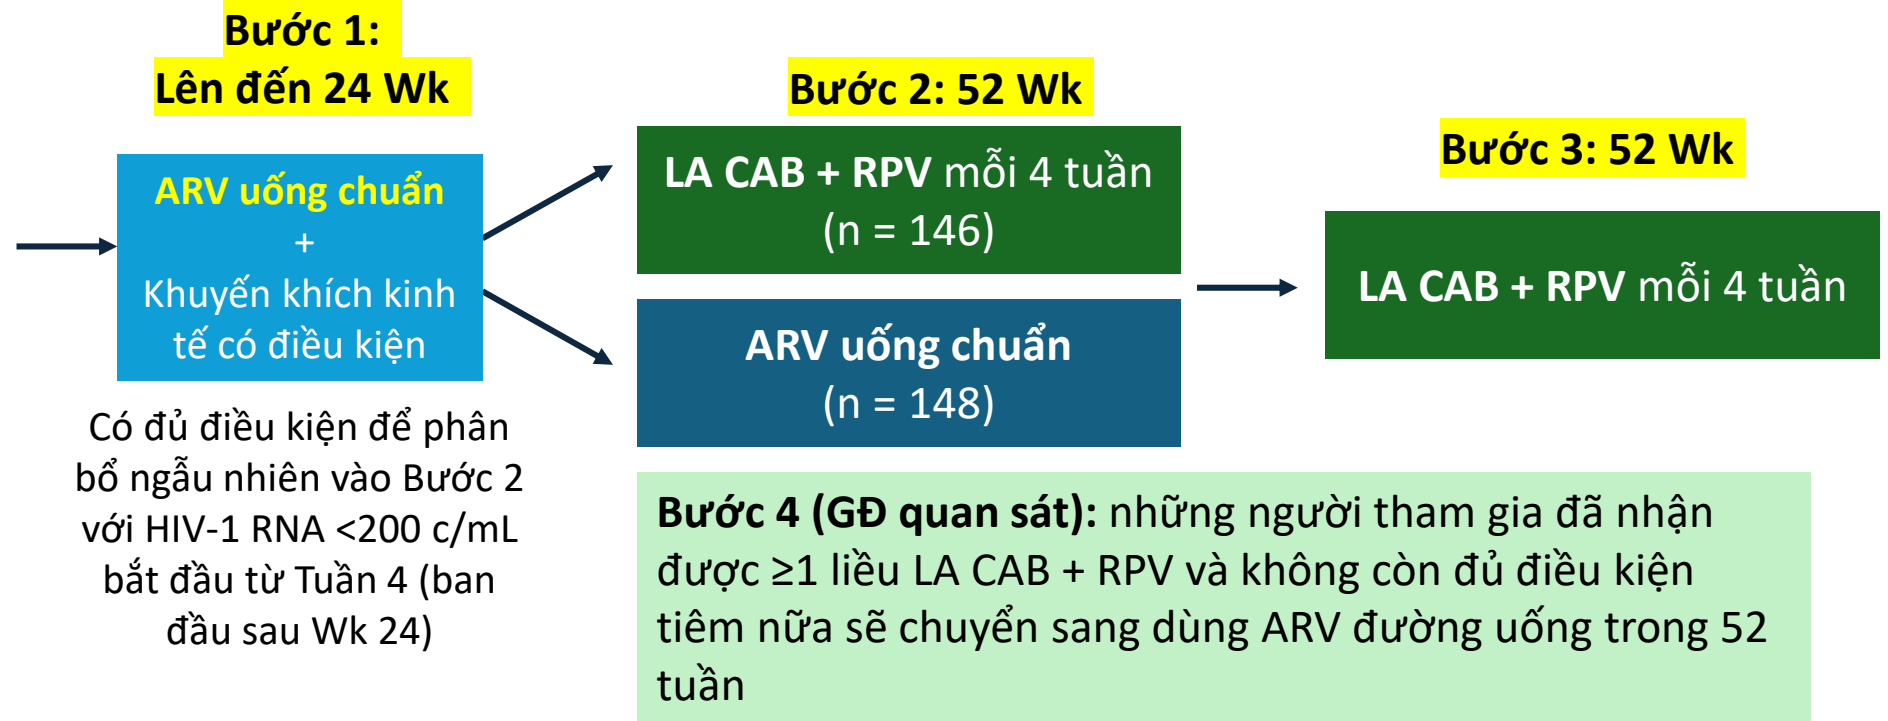 Bước 1:
Lên đến 24 Wk
ARV uống chuẩn
+
Khuyến khích kinh
tế có điều kiện
Có đủ điều kiện để phân
bổ ngẫu nhiên vào Bước 2
với HIV-1 RNA <200 c/mL
bắt đầu từ Tuần 4 (ban
đầu sau Wk 24)
Bước 2: 52 Wk
LA CAB + RPV mỗi 4 tuần
(n = 146)
ARV uống chuẩn
(n = 148)
Bước 3: 52 Wk
LA CAB + RPV mỗi 4 tuần
Bước 4 (GĐ quan sát): những người tham gia đã nhận
được ≥1 liều LA CAB + RPV và không còn đủ điều kiện
tiêm nữa sẽ chuyển sang dùng ARV đường uống trong 52
tuần